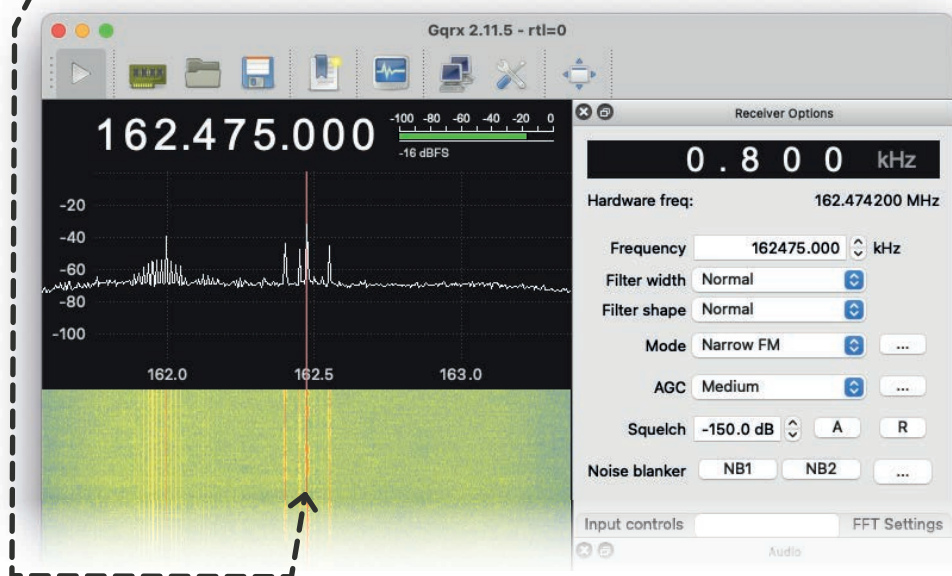 Gqrx 2.11.5 - rtl=0
162.475.000
-100 -80 -60 -40 -20 0
-16 dBFS
-20
-40
-60
-80
-100
162.0 162.5 163.0
Receiver Options
0.800 kHz
Hardware freq: 162.474200 MHz
Frequency 162475.000 kHz
Filter width Normal
Filter shape Normal
Mode Narrow FM ...
AGC Medium ...
Squelch -150.0 dB A R
Noise blanker NB1 NB2 ...
Input controls FFT Settings
Audio